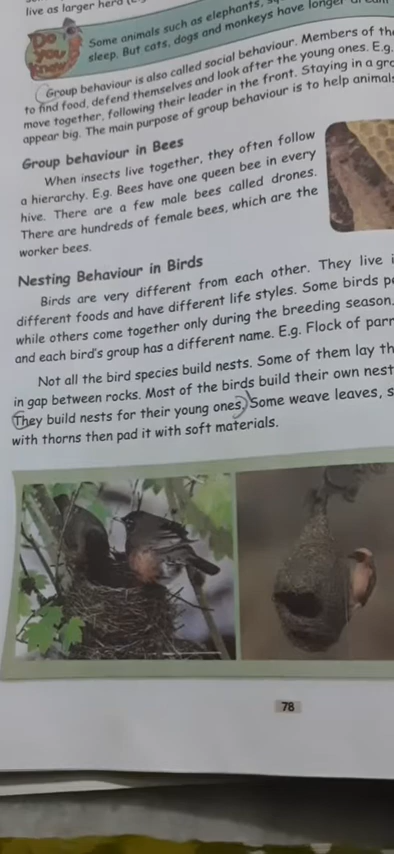 live as larger herd (e
Do you Know?
Some animals such as elephants,
sleep. But cats, dogs and monkeys have longer
Group behaviour is also called social behaviour. Members of the
to find food, defend themselves and look after the young ones. E.g.
move together, following their leader in the front. Staying in a gro
appear big. The main purpose of group behaviour is to help animal
Group behaviour in Bees
When insects live together, they often follow
a hierarchy. E.g. Bees have one queen bee in every
hive. There are a few male bees called drones.
There are hundreds of female bees, which are the
worker bees.
Nesting Behaviour in Birds
Birds are very different from each other. They live i
different foods and have different life styles. Some birds p
while others come together only during the breeding season.
and each bird's group has a different name. E.g. Flock of parr
Not all the bird species build nests. Some of them lay th
in gap between rocks. Most of the birds build their own nest
They build nests for their young ones. Some weave leaves, s
with thorns then pad it with soft materials.
78